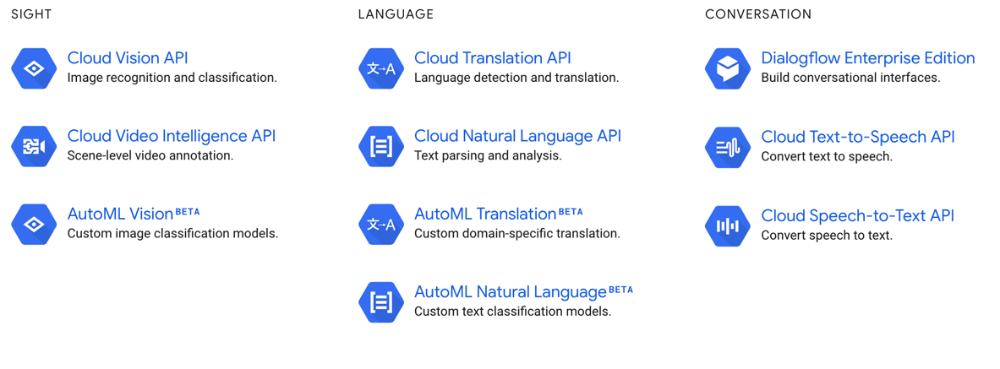 SIGHT
Cloud Vision API
Image recognition and classification.
Cloud Video Intelligence API
Scene-level video annotation.
AutoML Vision BETA
Custom image classification models.
LANGUAGE
文→A
Cloud Translation API
Language detection and translation.
Cloud Natural Language API
Text parsing and analysis.
文→A
AutoML Translation BETA
Custom domain-specific translation.
AutoML Natural Language BETA
Custom text classification models.
CONVERSATION
Dialogflow Enterprise Edition
Build conversational interfaces.
Cloud Text-to-Speech API
Convert text to speech.
Cloud Speech-to-Text API
Convert speech to text.